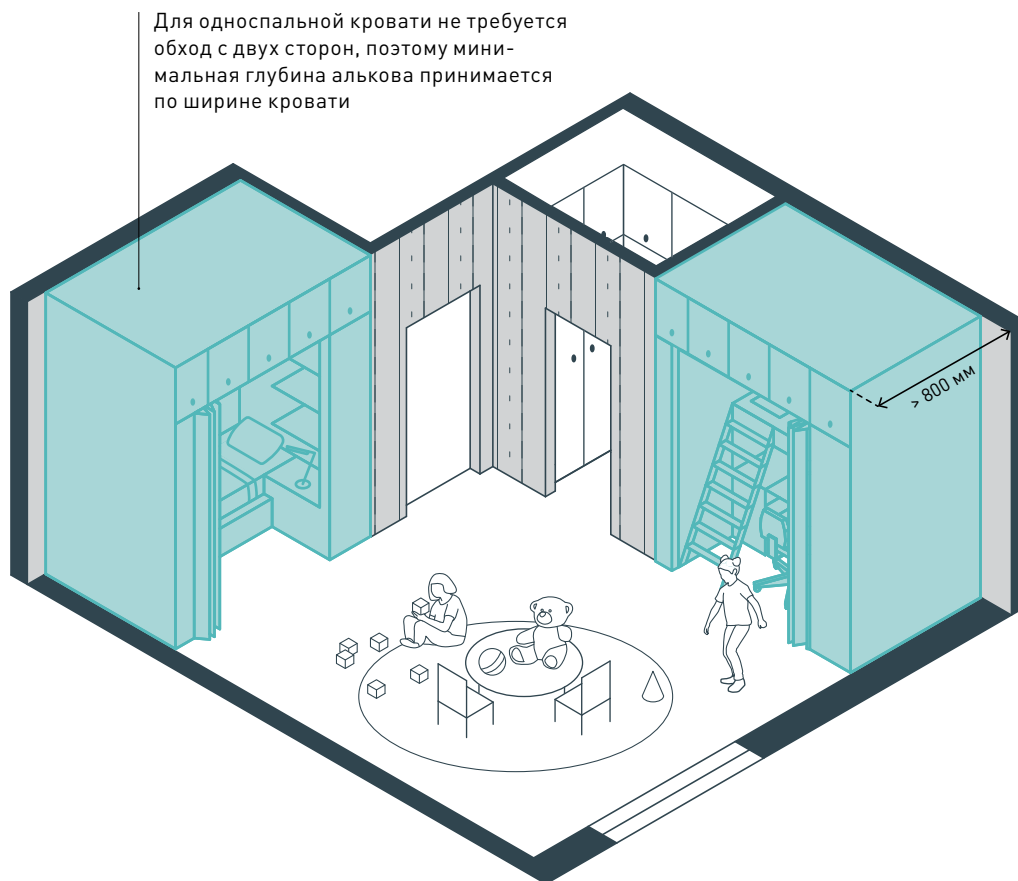 Для односпальной кровати не требуется
обход с двух сторон, поэтому мини-
мальная глубина алькова принимается
по ширине кровати
> 800 мм